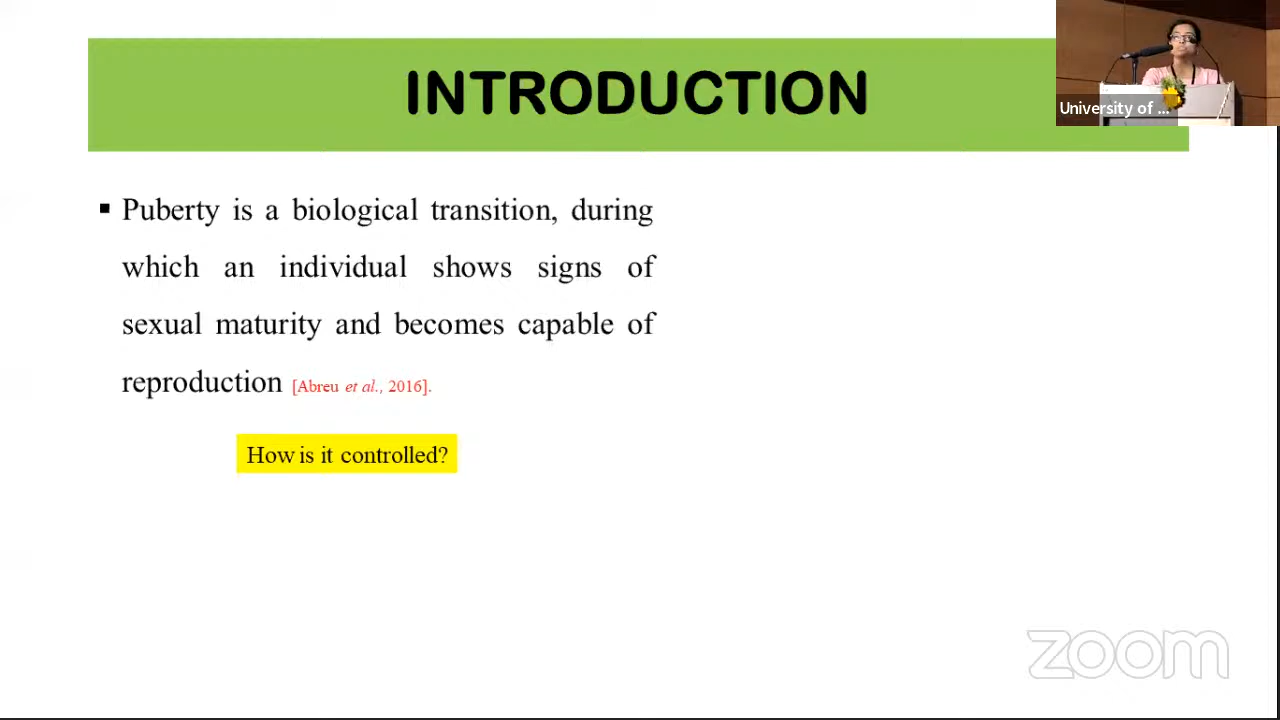 INTRODUCTION
University of ...
▪ Puberty is a biological transition, during
which an individual shows signs of
sexual maturity and becomes capable of
reproduction [Abreu et al., 2016].
How is it controlled?
zoom